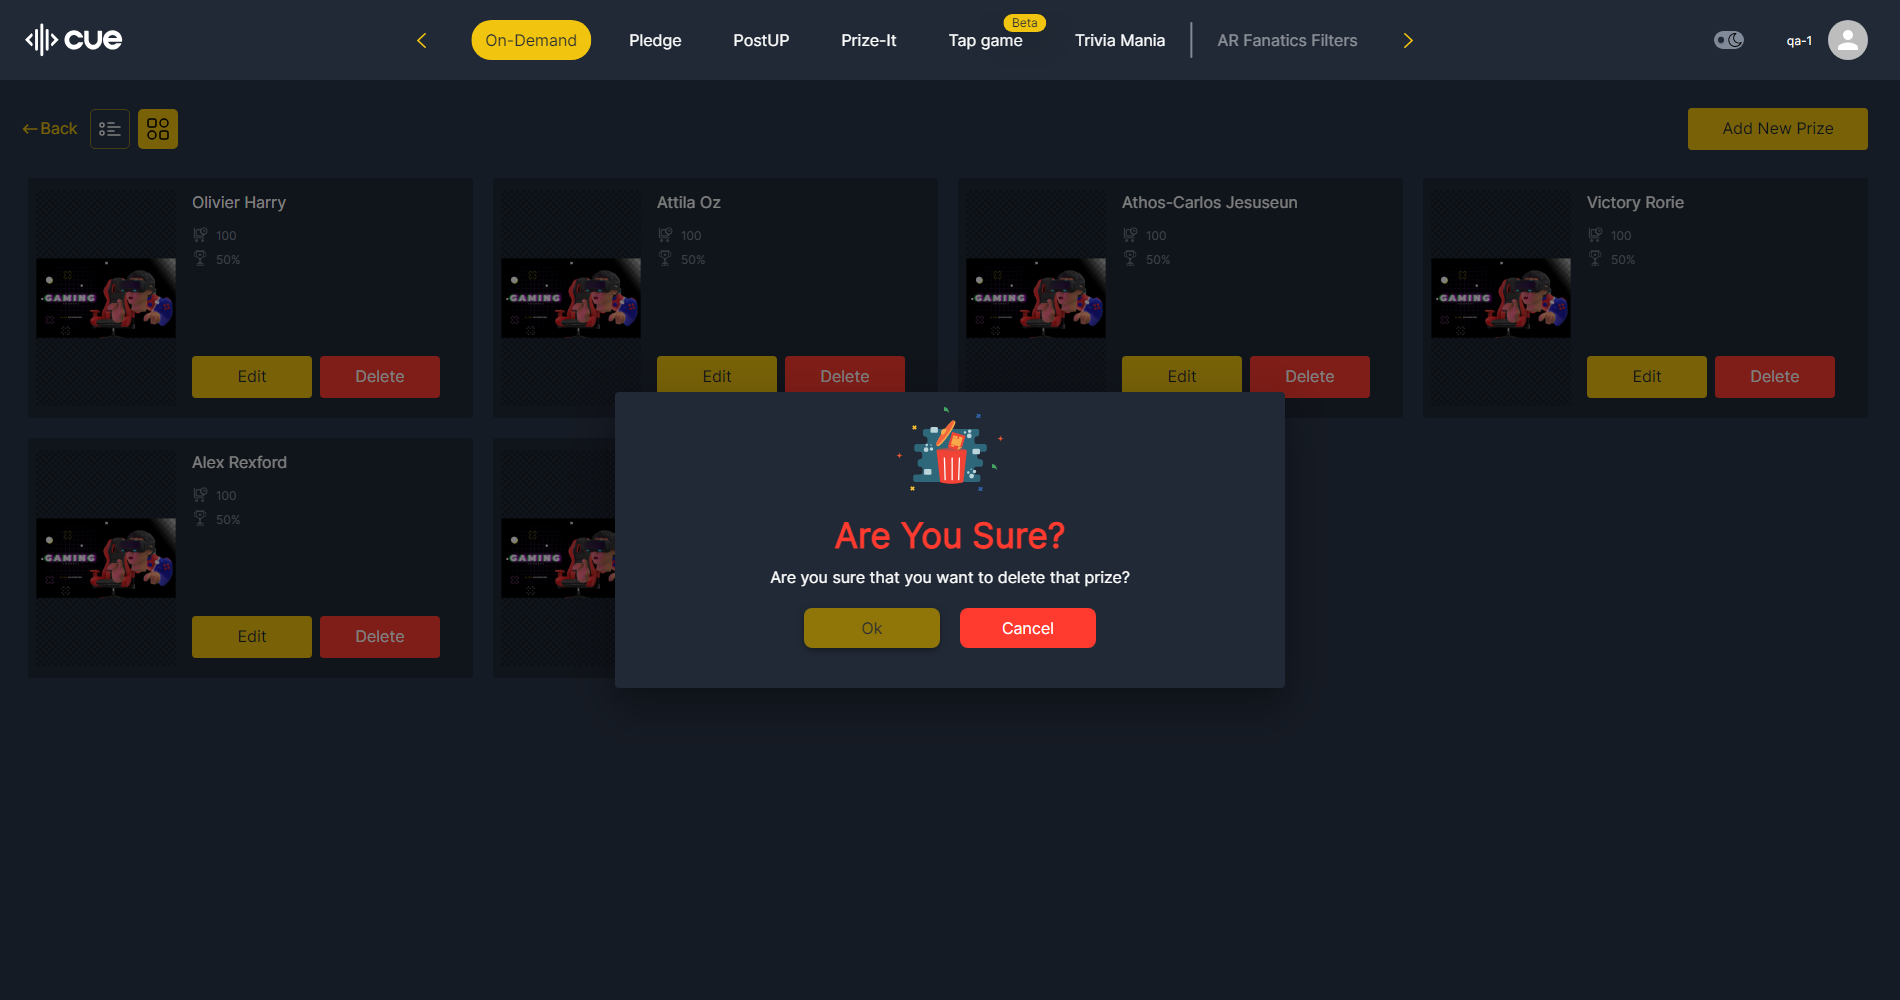 cue
On-Demand
Pledge
PostUP
Prize-It
Tap game
Beta
Trivia Mania
AR Fanatics Filters
qa-1
Back
Add New Prize
Olivier Harry
100
50%
GAMING
Edit
Delete
Attila Oz
100
50%
GAMING
Edit
Delete
Athos-Carlos Jesuseun
100
50%
GAMING
Edit
Delete
Victory Rorie
100
50%
GAMING
Edit
Delete
Alex Rexford
100
50%
GAMING
Edit
Delete
GAMING
Are You Sure?
Are you sure that you want to delete that prize?
Ok
Cancel